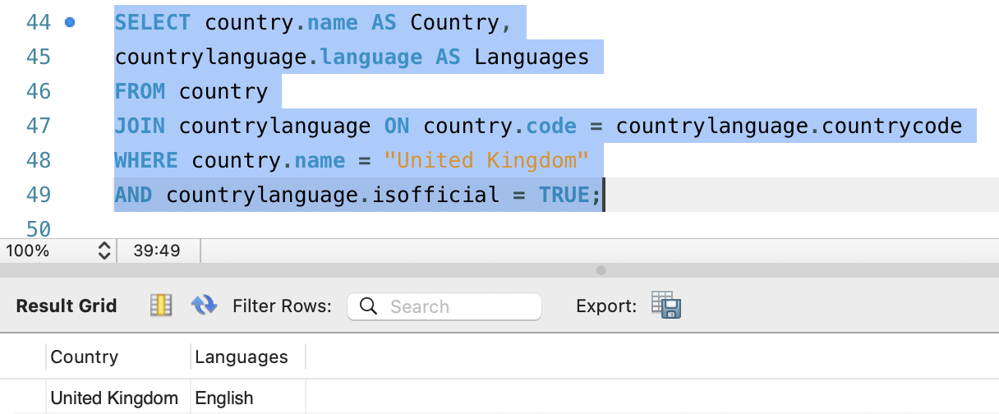 44 SELECT country.name AS Country,
45 countrylanguage.language AS Languages
46 FROM country
47 JOIN countrylanguage ON country.code = countrylanguage.countrycode
48 WHERE country.name = "United Kingdom"
49 AND countrylanguage.isofficial = TRUE;
50
100% 39:49
Result Grid Filter Rows: Search Export:
Country Languages
United Kingdom English